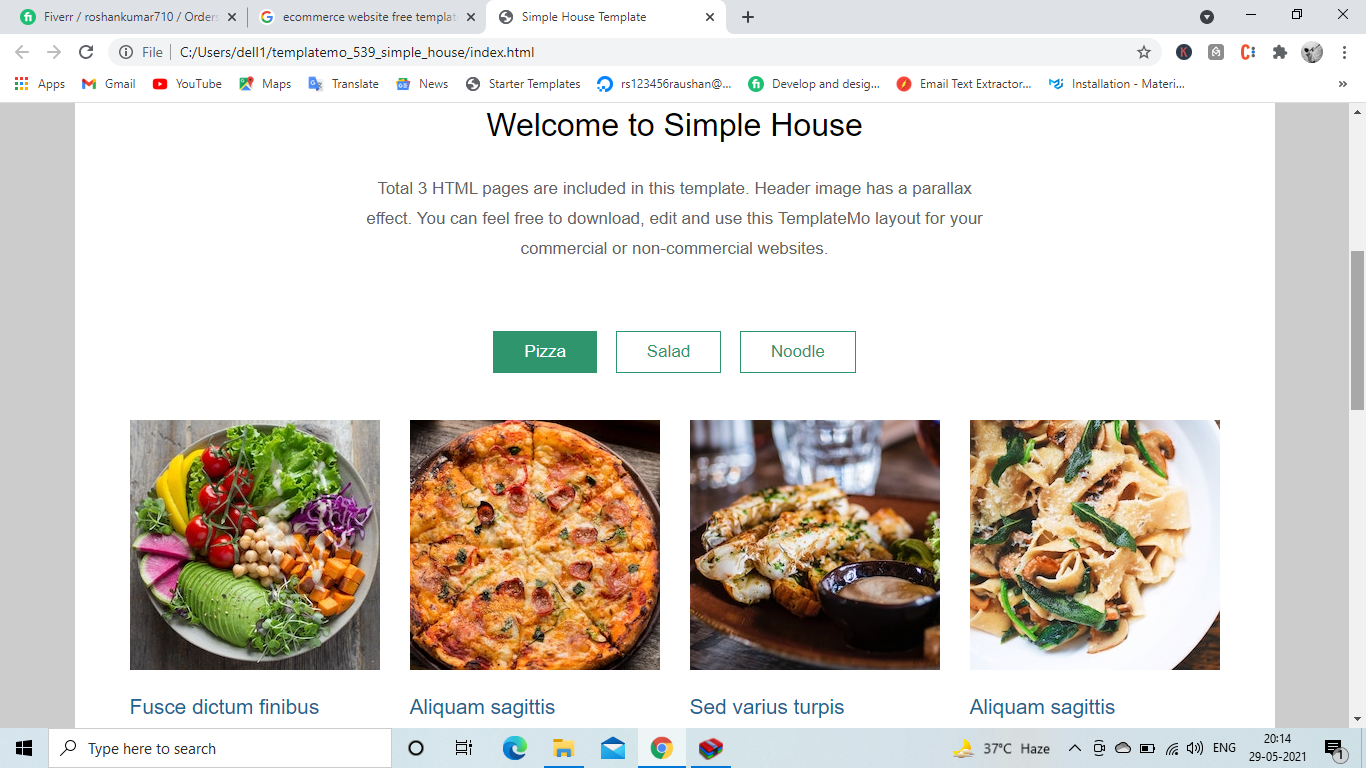 Fiverr / roshankumar710 / Orders
ecommerce website free templat
Simple House Template
File
C:/Users/dell1/templatemo_539_simple_house/index.html
Apps
Gmail
YouTube
Maps
Translate
News
Starter Templates
rs123456raushan@...
Develop and desig...
Email Text Extractor...
Installation - Materi...
Welcome to Simple House
Total 3 HTML pages are included in this template. Header image has a parallax
effect. You can feel free to download, edit and use this TemplateMo layout for your
commercial or non-commercial websites.
Pizza
Salad
Noodle
Fusce dictum finibus
Aliquam sagittis
Sed varius turpis
Aliquam sagittis
Type here to search
37°C Haze
ENG
20:14
29-05-2021
1